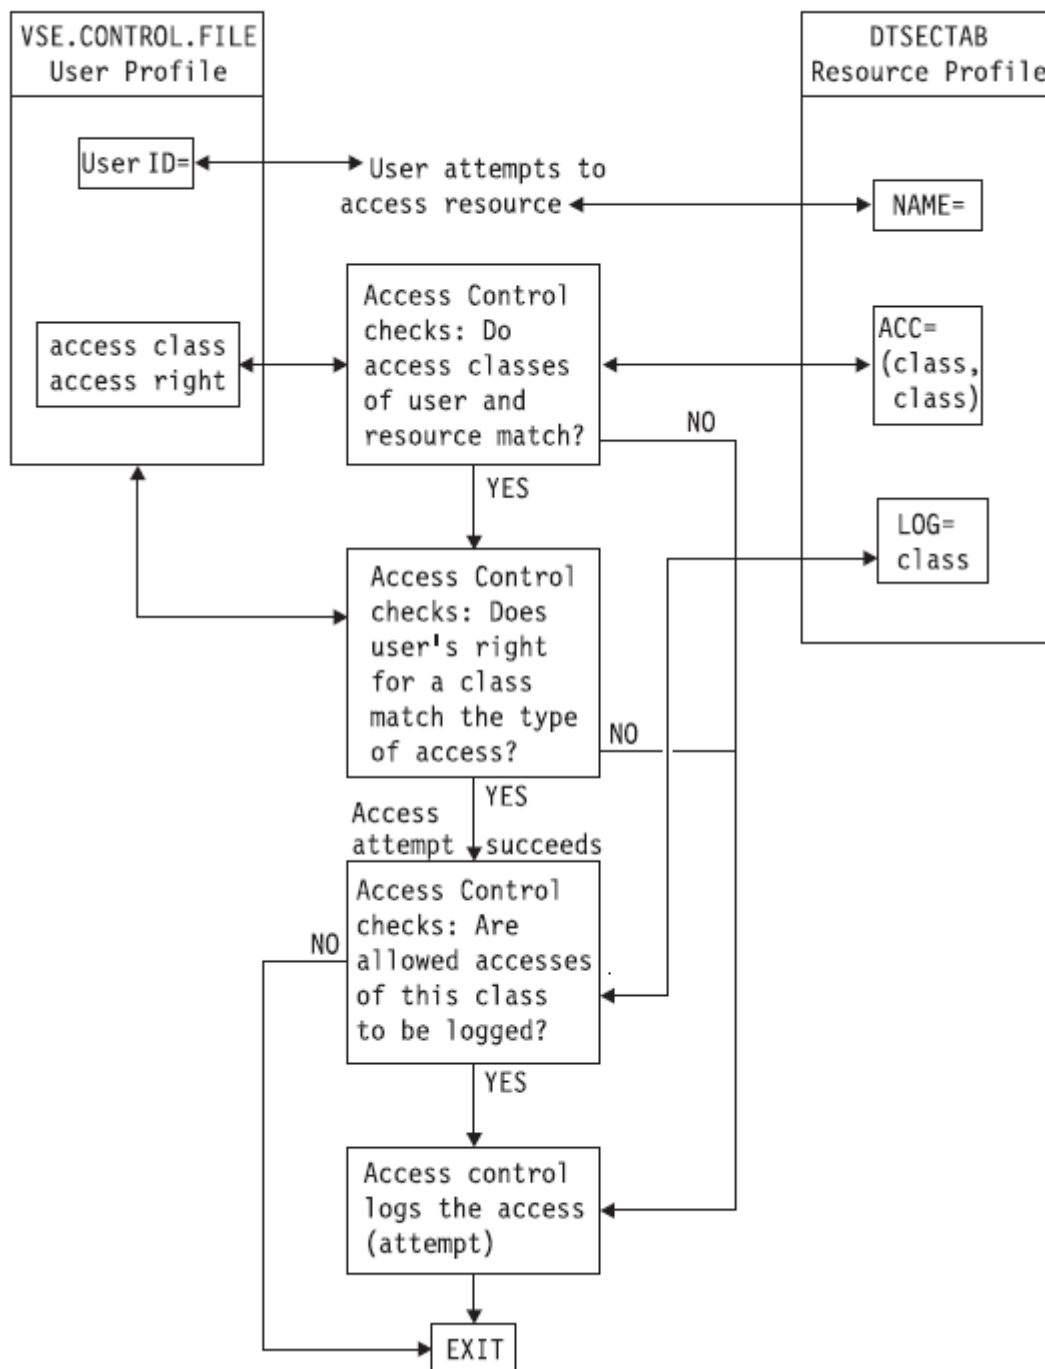 VSE.CONTROL.FILE
User Profile
DTSECTAB
Resource Profile
User ID=
User attempts to
access resource
NAME=
Access Control
checks: Do
access classes
of user and
resource match?
access class
access right
ACC=
(class,
class)
NO
YES
LOG=
class
Access Control
checks: Does
user's right
for a class
match the type
of access?
NO
YES
Access
attempt succeeds
Access Control
checks: Are
allowed accesses
of this class
to be logged?
NO
YES
Access control
logs the access
(attempt)
EXIT